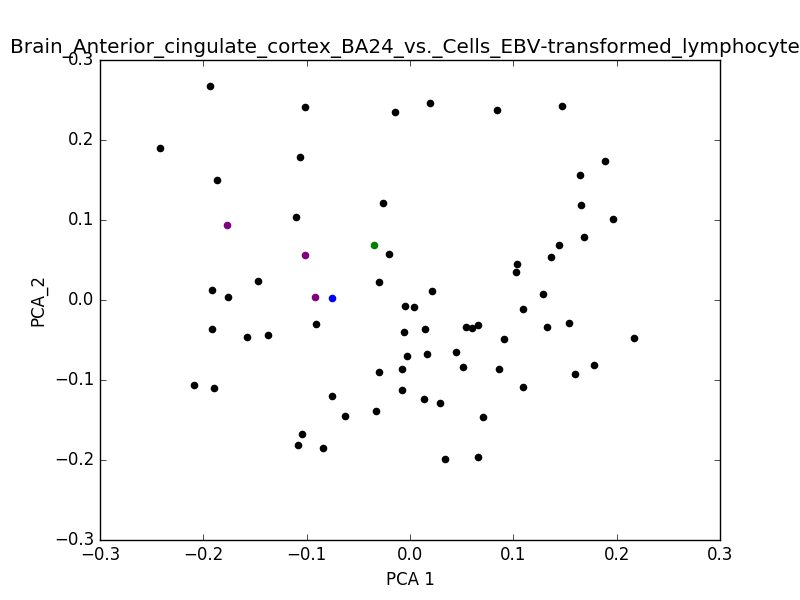 Brain_Anterior_cingulate_cortex_BA24_vs._Cells_EBV-transformed_lymphocyte
0.3
0.2
0.1
0.0
−0.1
−0.2
−0.3
PCA_2
−0.3 −0.2 −0.1 0.0 0.1 0.2 0.3
PCA 1